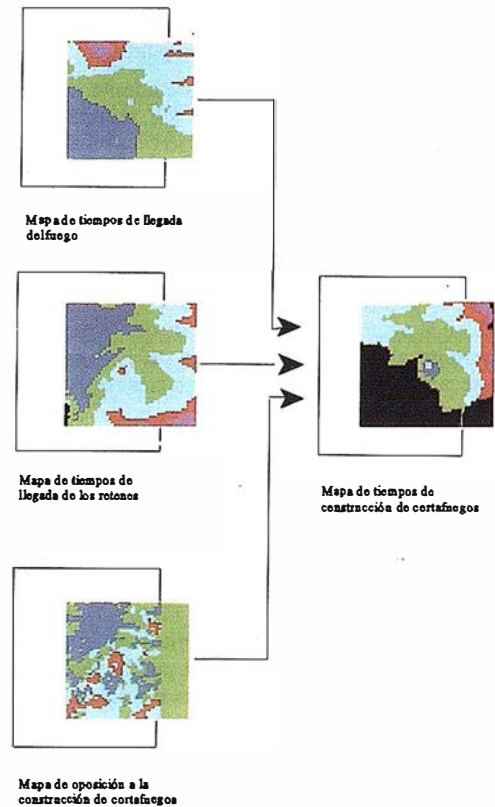 Mapa de tiempos de llegada
del fuego
Mapa de tiempos de
llegada de los retenes
Mapa de tiempos de
construcción de cortafuegos
Mapa de oposición a la
construcción de cortafuegos